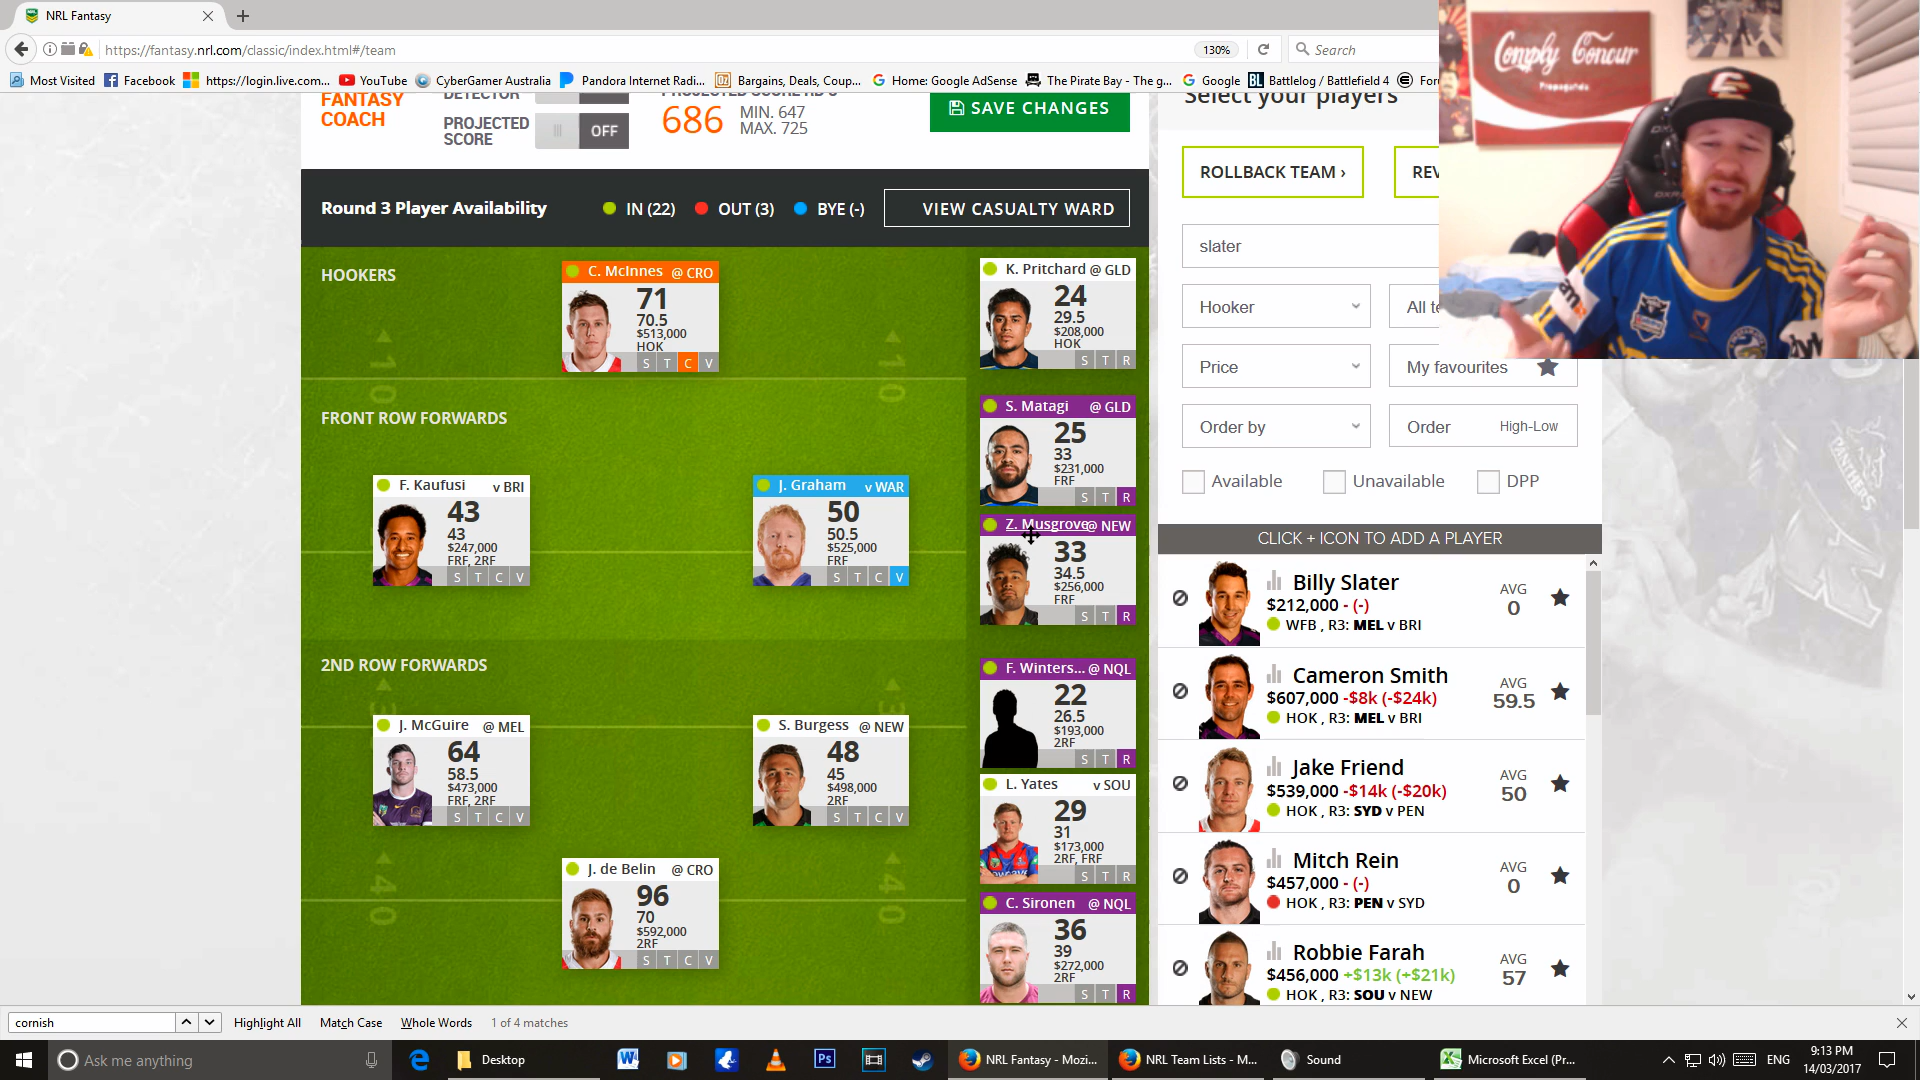 NRL Fantasy
https://fantasy.nrl.com/classic/index.html#/team
130%
Search
Most Visited
Facebook
https://login.live.com...
YouTube
CyberGamer Australia
Pandora Internet Radi...
Bargains, Deals, Coup...
Home: Google AdSense
The Pirate Bay - The g...
Google
Battlelog / Battlefield 4
For
Comply Concur
Propaganda
FANTASY
COACH
DETECTOR
PROJECTED
SCORE
OFF
686
MIN. 647
MAX. 725
SAVE CHANGES
Round 3 Player Availability
IN (22)
OUT (3)
BYE (-)
VIEW CASUALTY WARD
HOOKERS
C. McInnes @ CRO
71
70.5
$513,000
HOK
S T C V
K. Pritchard @ GLD
24
29.5
$208,000
HOK
S T R
FRONT ROW FORWARDS
S. Matagi @ GLD
25
33
$231,000
FRF
S T R
F. Kaufusi v BRI
43
43
$247,000
FRF, 2RF
S T C V
J. Graham v WAR
50
50.5
$525,000
FRF
S T C V
Z. Musgrove @ NEW
33
34.5
$256,000
FRF
S T R
2ND ROW FORWARDS
F. Winters... @ NQL
22
26.5
$193,000
2RF
S T R
J. McGuire @ MEL
64
58.5
$473,000
FRF, 2RF
S T C V
S. Burgess @ NEW
48
45
$498,000
2RF
S T C V
L. Yates v SOU
29
31
$173,000
2RF, FRF
S T R
J. de Belin @ CRO
96
70
$592,000
2RF
S T C V
C. Sironen @ NQL
36
39
$272,000
2RF
S T R
Select your players
ROLLBACK TEAM ›
REV
slater
Hooker
All te
Price
My favourites
Order by
Order High-Low
Available
Unavailable
DPP
CLICK + ICON TO ADD A PLAYER
Billy Slater
$212,000 - (-)
WFB , R3: MEL v BRI
AVG
0
Cameron Smith
$607,000 -$8k (-$24k)
HOK , R3: MEL v BRI
AVG
59.5
Jake Friend
$539,000 -$14k (-$20k)
HOK , R3: SYD v PEN
AVG
50
Mitch Rein
$457,000 - (-)
HOK , R3: PEN v SYD
AVG
0
Robbie Farah
$456,000 +$13k (+$21k)
HOK , R3: SOU v NEW
AVG
57
cornish
Highlight All
Match Case
Whole Words
1 of 4 matches
Ask me anything
Desktop
NRL Fantasy - Mozi...
NRL Team Lists - M...
Sound
Microsoft Excel (Pr...
ENG
9:13 PM
14/03/2017